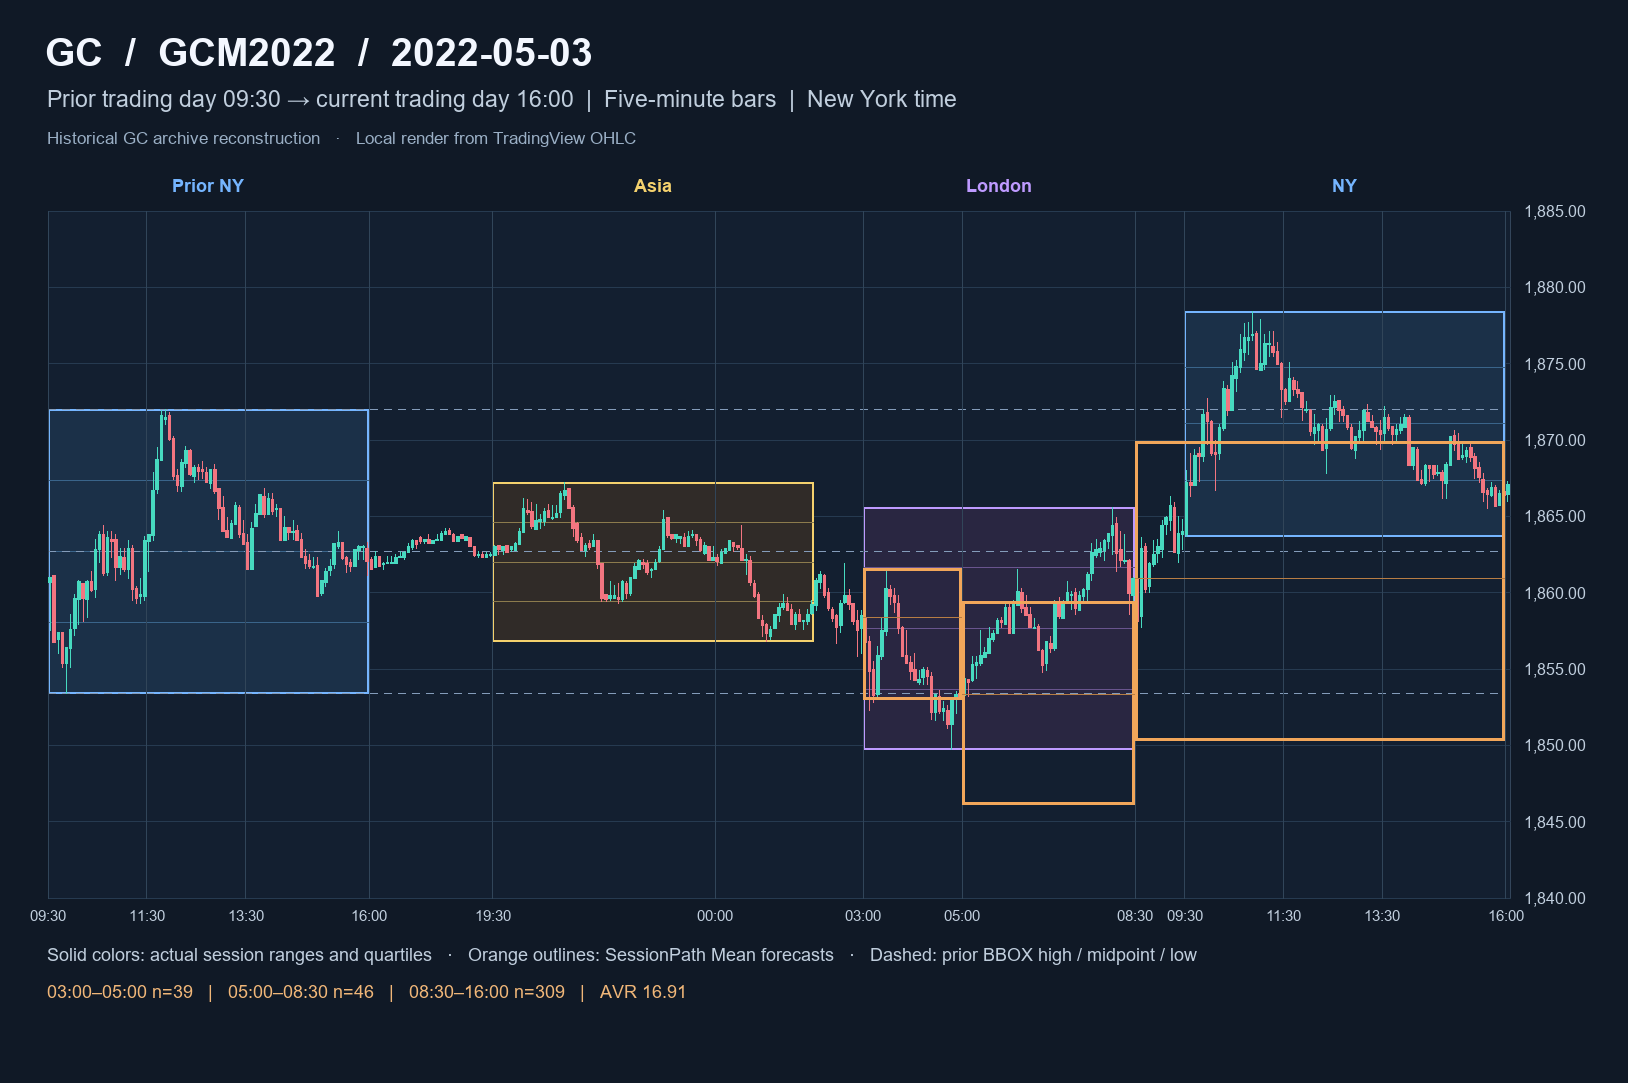 GC / GCM2022 / 2022-05-03
Prior trading day 09:30 → current trading day 16:00 | Five-minute bars | New York time
Historical GC archive reconstruction · Local render from TradingView OHLC
Prior NY Asia London NY
1,885.00
1,880.00
1,875.00
1,870.00
1,865.00
1,860.00
1,855.00
1,850.00
1,845.00
1,840.00
09:30 11:30 13:30 16:00 19:30 00:00 03:00 05:00 08:30 09:30 11:30 13:30 16:00
Solid colors: actual session ranges and quartiles · Orange outlines: SessionPath Mean forecasts · Dashed: prior BBOX high / midpoint / low
03:00–05:00 n=39 | 05:00–08:30 n=46 | 08:30–16:00 n=309 | AVR 16.91